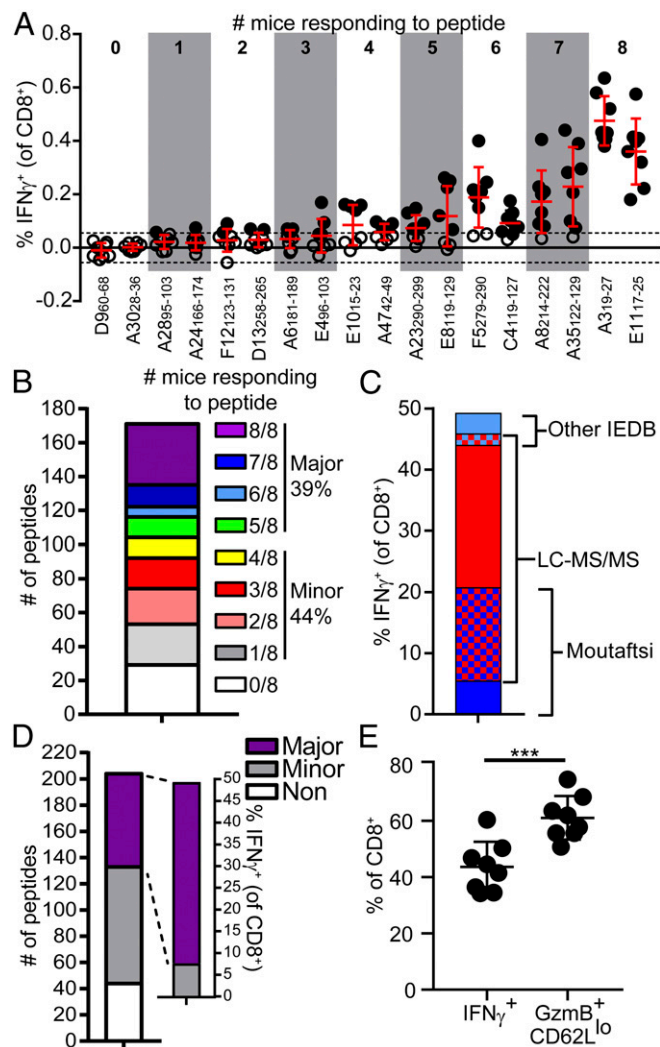 A
# mice responding to peptide
0 1 2 3 4 5 6 7 8
% IFNγ+ (of CD8+)
0.8
0.6
0.4
0.2
0.0
-0.2
D960-68
A3028-36
A2895-103
A24166-174
F12123-131
D13258-265
A6181-189
E496-103
E1015-23
A4742-49
A23290-299
E8119-129
F5279-290
C4119-127
A8214-222
A35122-129
A319-27
E1117-25
B
# mice responding
to peptide
# of peptides
180
160
140
120
100
80
60
40
20
0
8/8
7/8
6/8
5/8
4/8
3/8
2/8
1/8
0/8
Major
39%
Minor
44%
C
% IFNγ+ (of CD8+)
50
40
30
20
10
0
Other IEDB
LC-MS/MS
Moutaftsi
D
# of peptides
220
200
180
160
140
120
100
80
60
40
20
0
Major
Minor
Non
50
45
40
35
30
25
20
15
10
5
0
% IFNγ+ (of CD8+)
E
% of CD8+
80
60
40
20
0
***
IFNγ+
GzmB+
CD62Llo